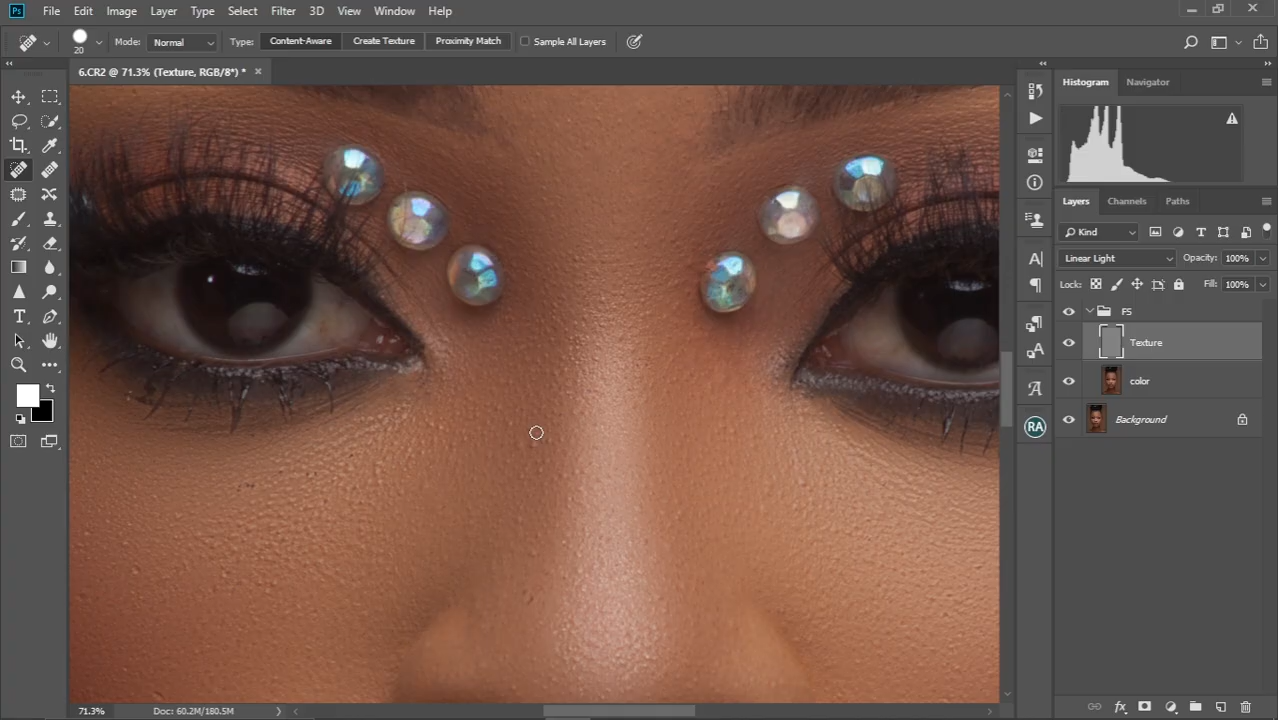 Ps File Edit Image Layer Type Select Filter 3D View Window Help
20 Mode: Normal Type: Content-Aware Create Texture Proximity Match Sample All Layers
6.CR2 @ 71.3% (Texture, RGB/8*) *
Histogram Navigator
Layers Channels Paths
Kind
Linear Light Opacity: 100%
Lock: Fill: 100%
FS
Texture
color
Background
RA
71.3% Doc: 60.2M/180.5M